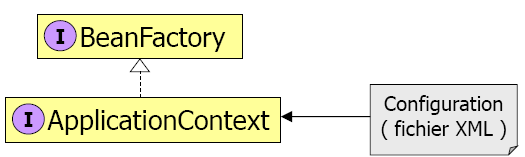 I BeanFactory
I ApplicationContext
Configuration
( fichier XML )